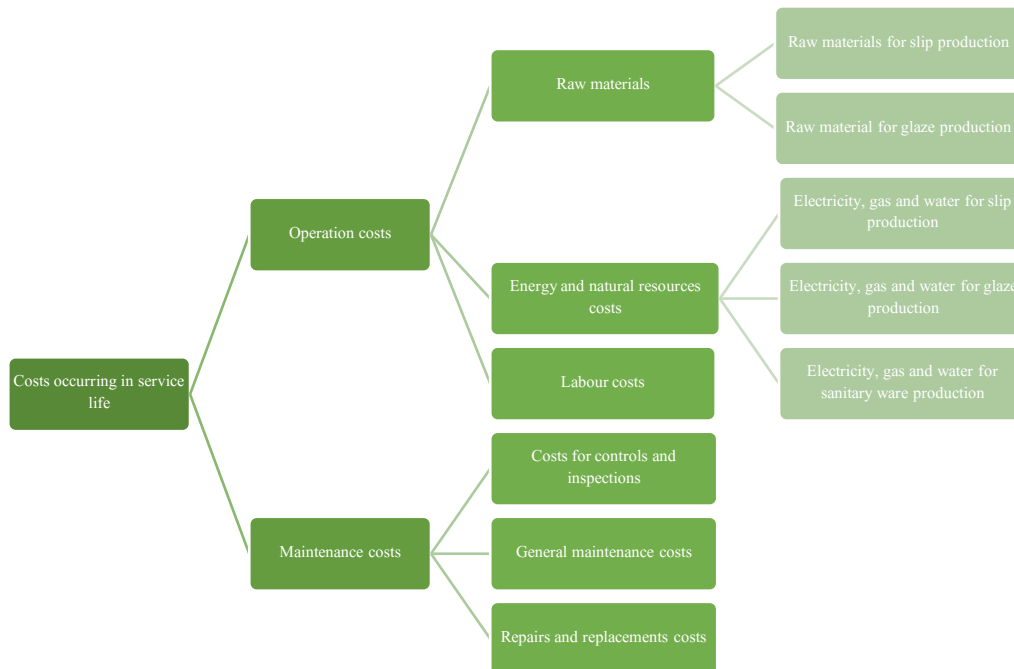 Costs occurring in service
life
Operation costs
Maintenance costs
Raw materials
Energy and natural resources
costs
Labour costs
Costs for controls and
inspections
General maintenance costs
Repairs and replacements costs
Raw materials for slip production
Raw material for glaze production
Electricity, gas and water for slip
production
Electricity, gas and water for glaze
production
Electricity, gas and water for
sanitary ware production